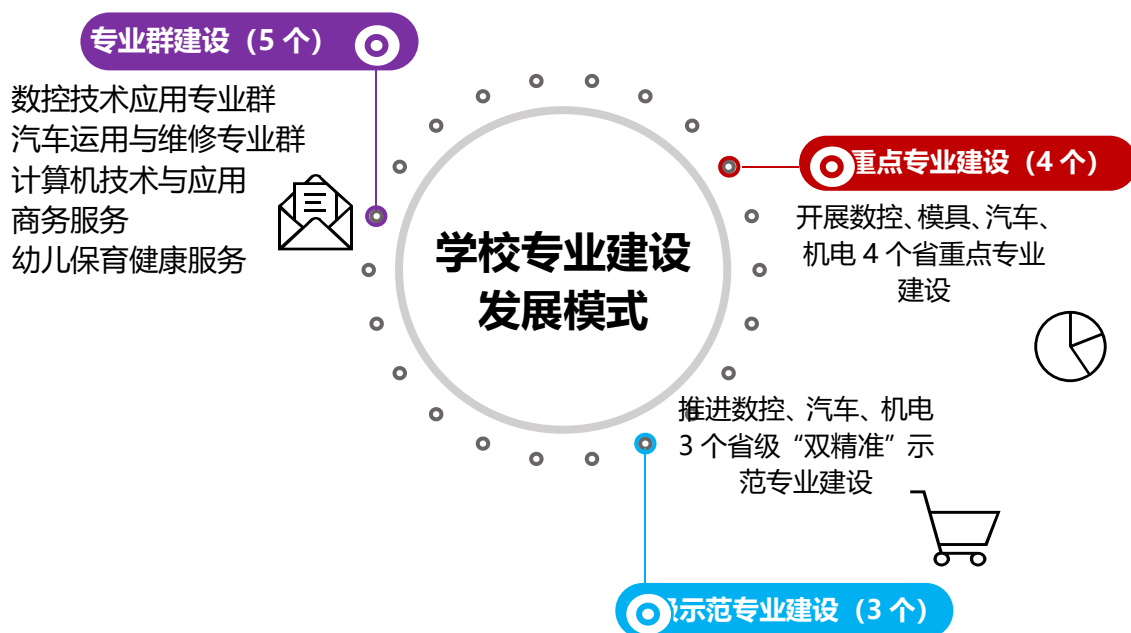 专业群建设（5 个）
数控技术应用专业群
汽车运用与维修专业群
计算机技术与应用
商务服务
幼儿保育健康服务
学校专业建设
发展模式
重点专业建设（4 个）
开展数控、模具、汽车、
机电 4 个省重点专业
建设
推进数控、汽车、机电
3 个省级“双精准”示
范专业建设
示范专业建设（3 个）